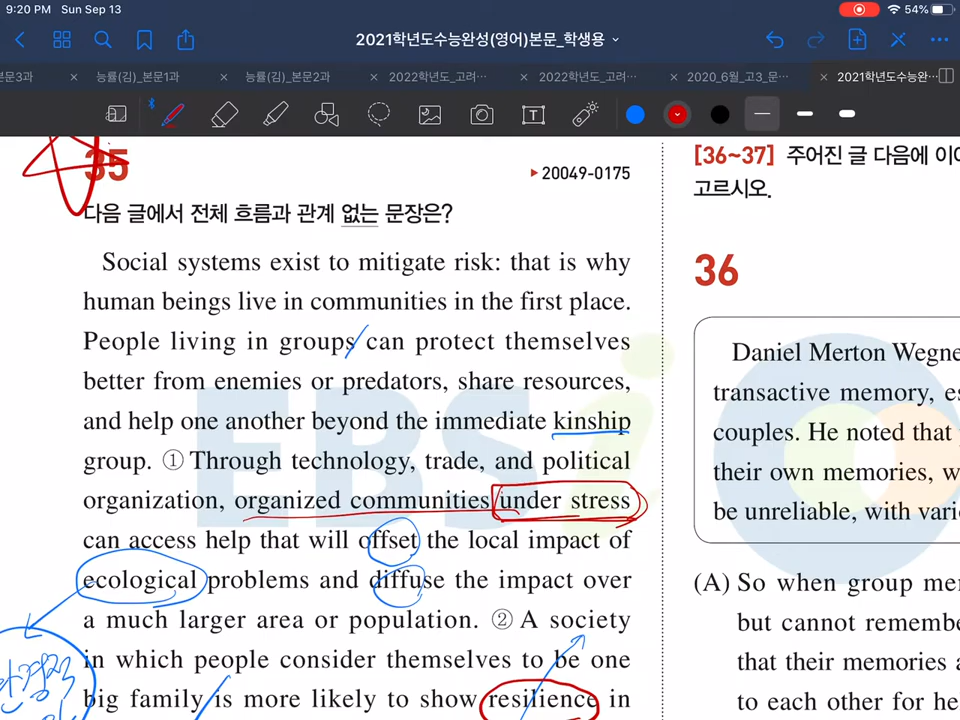 9:20 PM Sun Sep 13
54%
2021학년도수능완성(영어)본문_학생용
본문3과
능률(김)_본문1과
능률(김)_본문2과
2022학년도_고려…
2022학년도_고려…
2020_6월_고3_문…
2021학년도수능완…
35
20049-0175
다음 글에서 전체 흐름과 관계 없는 문장은?
Social systems exist to mitigate risk: that is why
human beings live in communities in the first place.
People living in groups can protect themselves
better from enemies or predators, share resources,
and help one another beyond the immediate kinship
group. ① Through technology, trade, and political
organization, organized communities under stress
can access help that will offset the local impact of
ecological problems and diffuse the impact over
a much larger area or population. ② A society
in which people consider themselves to be one
big family is more likely to show resilience in
EBSi
[36~37] 주어진 글 다음에 이
고르시오.
36
Daniel Merton Wegne
transactive memory, es
couples. He noted that
their own memories, w
be unreliable, with vari
(A) So when group me
but cannot remembe
that their memories a
to each other for he